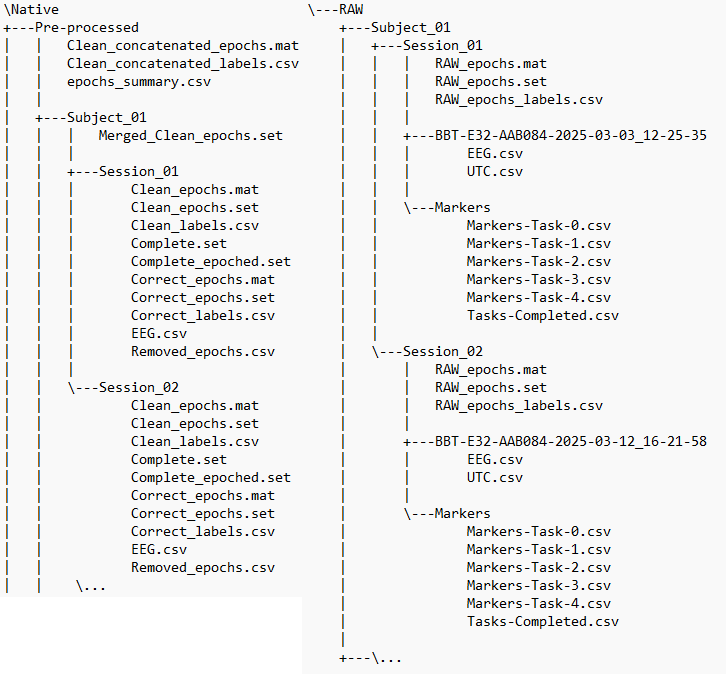 \Native
+---Pre-processed
|   |   Clean_concatenated_epochs.mat
|   |   Clean_concatenated_labels.csv
|   |   epochs_summary.csv
|   |
|   +---Subject_01
|   |   |   Merged_Clean_epochs.set
|   |   |
|   |   +---Session_01
|   |   |       Clean_epochs.mat
|   |   |       Clean_epochs.set
|   |   |       Clean_labels.csv
|   |   |       Complete.set
|   |   |       Complete_epoched.set
|   |   |       Correct_epochs.mat
|   |   |       Correct_epochs.set
|   |   |       Correct_labels.csv
|   |   |       EEG.csv
|   |   |       Removed_epochs.csv
|   |   |
|   |   \---Session_02
|   |           Clean_epochs.mat
|   |           Clean_epochs.set
|   |           Clean_labels.csv
|   |           Complete.set
|   |           Complete_epoched.set
|   |           Correct_epochs.mat
|   |           Correct_epochs.set
|   |           Correct_labels.csv
|   |           EEG.csv
|   |           Removed_epochs.csv
|   |    \...
\---RAW
    +---Subject_01
    |   +---Session_01
    |   |   |   RAW_epochs.mat
    |   |   |   RAW_epochs.set
    |   |   |   RAW_epochs_labels.csv
    |   |   |
    |   |   +---BBT-E32-AAB084-2025-03-03_12-25-35
    |   |   |       EEG.csv
    |   |   |       UTC.csv
    |   |   |
    |   |   \---Markers
    |   |           Markers-Task-0.csv
    |   |           Markers-Task-1.csv
    |   |           Markers-Task-2.csv
    |   |           Markers-Task-3.csv
    |   |           Markers-Task-4.csv
    |   |           Tasks-Completed.csv
    |   |
    |   \---Session_02
    |       |   RAW_epochs.mat
    |       |   RAW_epochs.set
    |       |   RAW_epochs_labels.csv
    |       |
    |       +---BBT-E32-AAB084-2025-03-12_16-21-58
    |       |       EEG.csv
    |       |       UTC.csv
    |       |
    |       \---Markers
    |               Markers-Task-0.csv
    |               Markers-Task-1.csv
    |               Markers-Task-2.csv
    |               Markers-Task-3.csv
    |               Markers-Task-4.csv
    |               Tasks-Completed.csv
    |
    +---\...